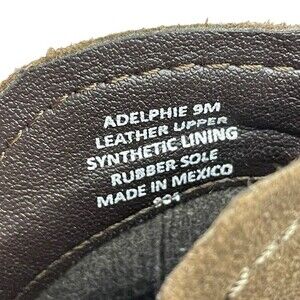 ADELPHIE 9M
LEATHER UPPER
SYNTHETIC LINING
RUBBER SOLE
MADE IN MEXICO